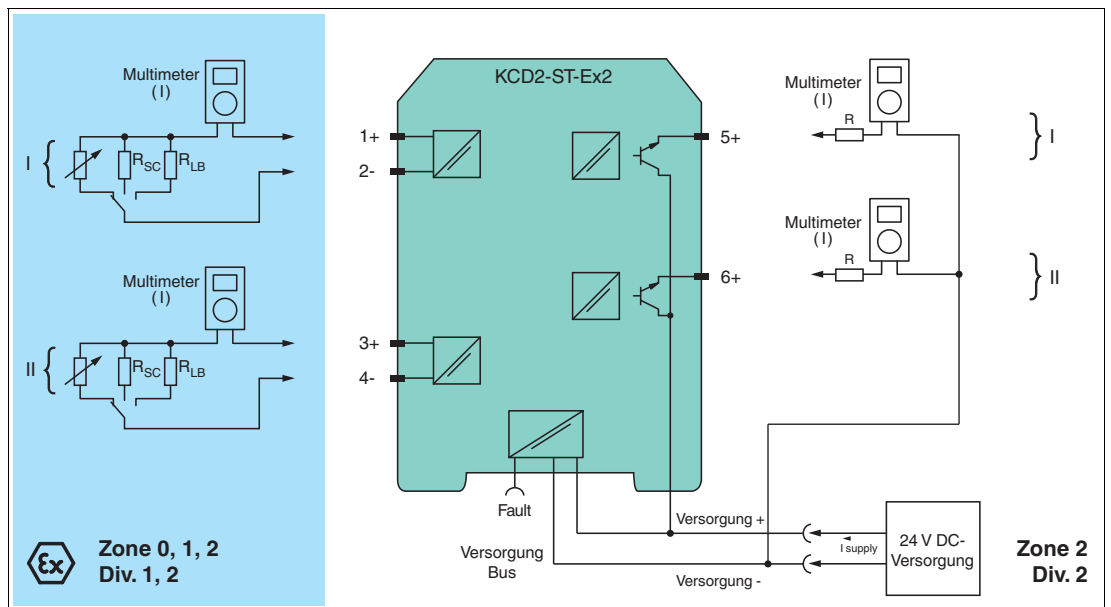 Multimeter
(I)
I
RSC
RLB
Multimeter
(I)
II
RSC
RLB
εx
Zone 0, 1, 2
Div. 1, 2
KCD2-ST-Ex2
1+
2-
3+
4-
5+
6+
Fault
Versorgung
Bus
Versorgung +
Versorgung -
I supply
Multimeter
(I)
R
I
Multimeter
(I)
R
II
24 V DC-
Versorgung
Zone 2
Div. 2